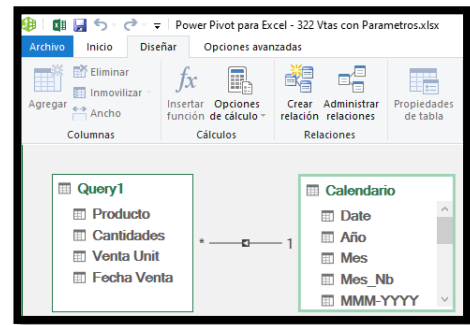 Power Pivot para Excel - 322 Vtas con Parametros.xlsx
Archivo Inicio Diseñar Opciones avanzadas
Agregar
Eliminar
Inmovilizar
Ancho
Columnas
fx
Insertar función
Opciones de cálculo
Cálculos
Crear relación
Administrar relaciones
Relaciones
Propiedades de tabla
Query1
Producto
Cantidades
Venta Unit
Fecha Venta
* 1
Calendario
Date
Año
Mes
Mes_Nb
MMM-YYYY